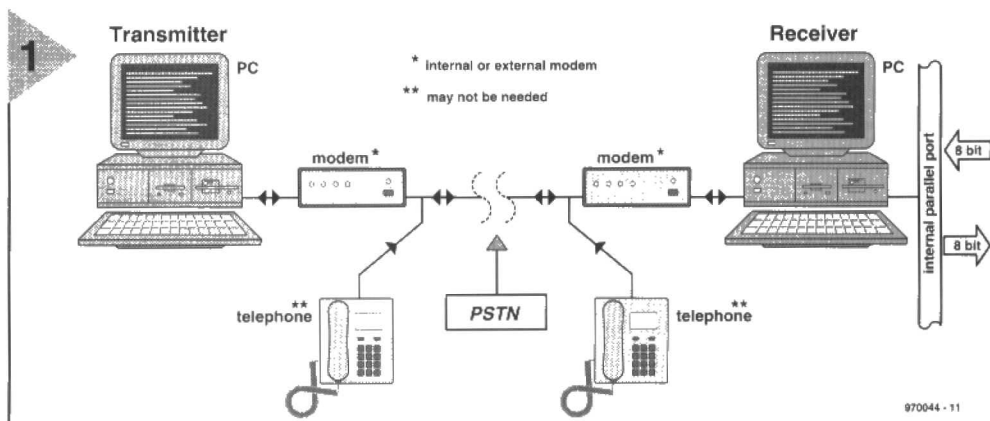 1
Transmitter
PC
* internal or external modem
** may not be needed
Receiver
PC
modem *
modem *
internal parallel port
8 bit
8 bit
telephone **
PSTN
telephone **
970044 - 11